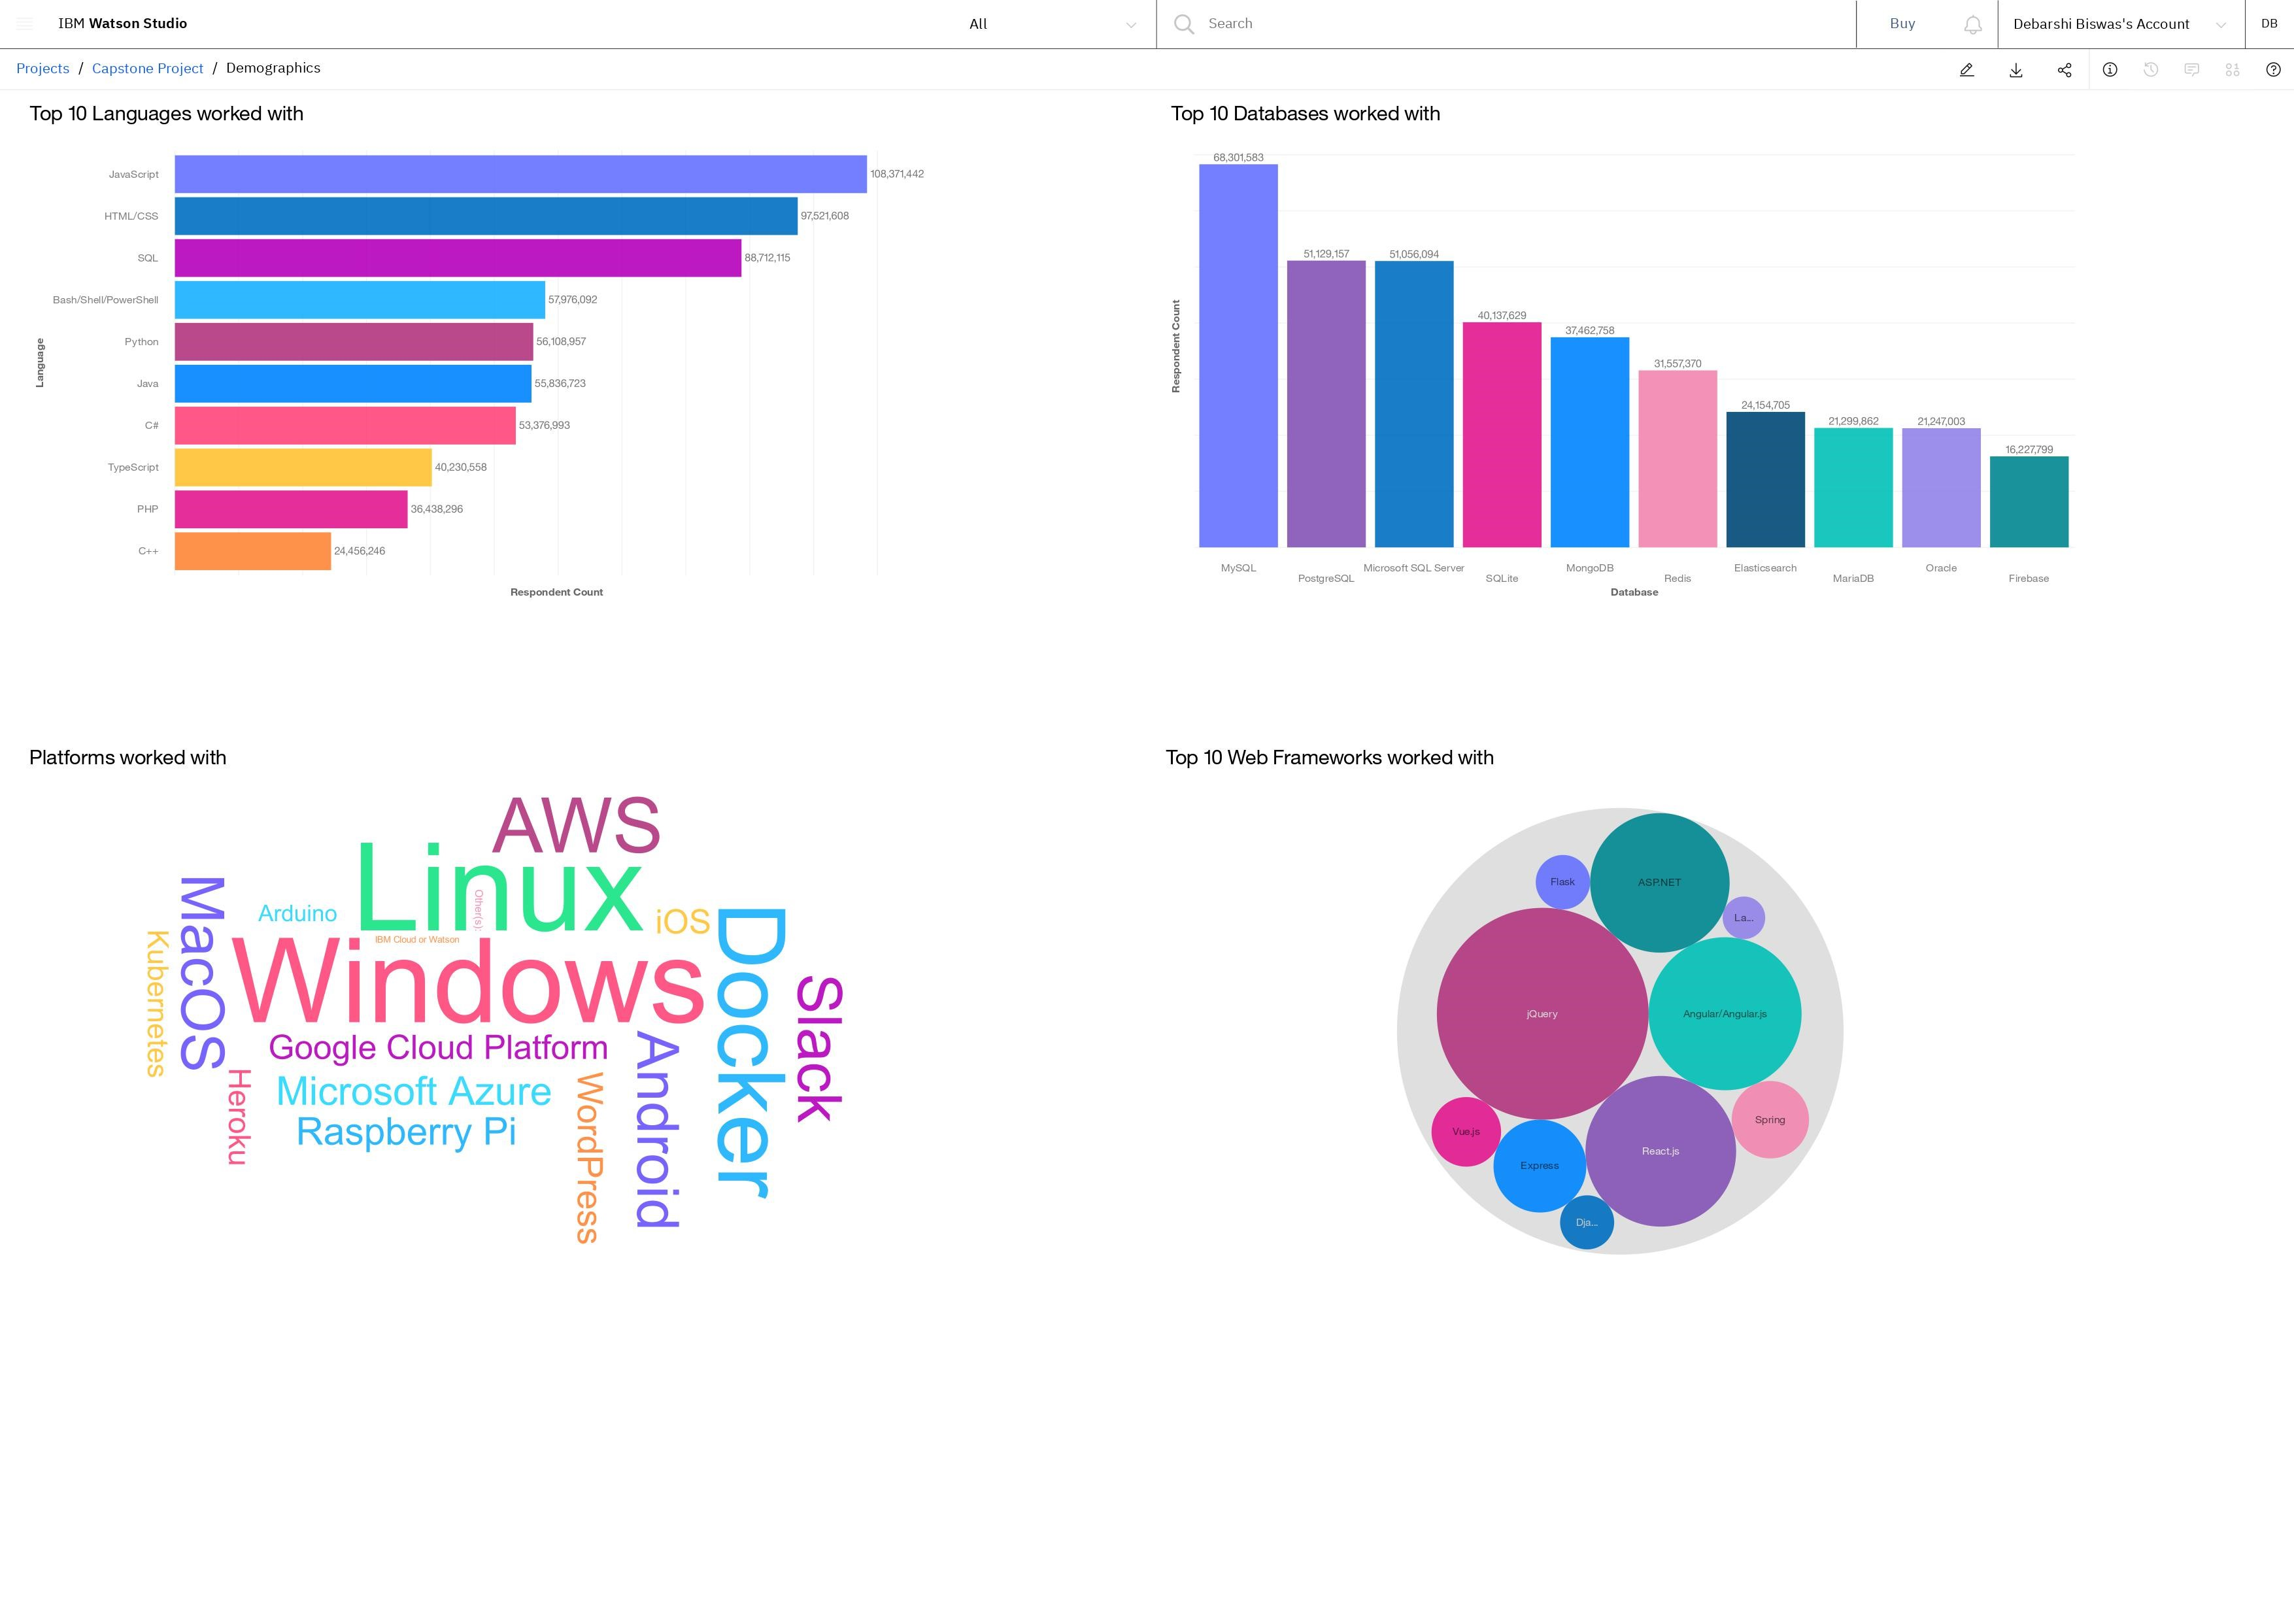 IBM Watson Studio
All
Search
Buy
Debarshi Biswas's Account
DB
Projects / Capstone Project / Demographics
Top 10 Languages worked with
Language
JavaScript 108,371,442
HTML/CSS 97,521,608
SQL 88,712,115
Bash/Shell/PowerShell 57,976,092
Python 56,108,957
Java 55,836,723
C# 53,376,993
TypeScript 40,230,558
PHP 36,438,296
C++ 24,456,246
Respondent Count
Top 10 Databases worked with
Respondent Count
68,301,583
51,129,157
51,056,094
40,137,629
37,462,758
31,557,370
24,154,705
21,299,862
21,247,003
16,227,799
MySQL
PostgreSQL
Microsoft SQL Server
SQLite
MongoDB
Redis
Elasticsearch
MariaDB
Oracle
Firebase
Database
Platforms worked with
AWS
Linux
MacOS
Arduino
Other(s):
iOS
Docker
Kubernetes
IBM Cloud or Watson
Windows
Slack
Google Cloud Platform
Android
Heroku
Microsoft Azure
WordPress
Raspberry Pi
Top 10 Web Frameworks worked with
Flask
ASP.NET
La...
jQuery
Angular/Angular.js
Spring
Vue.js
Express
React.js
Dja...